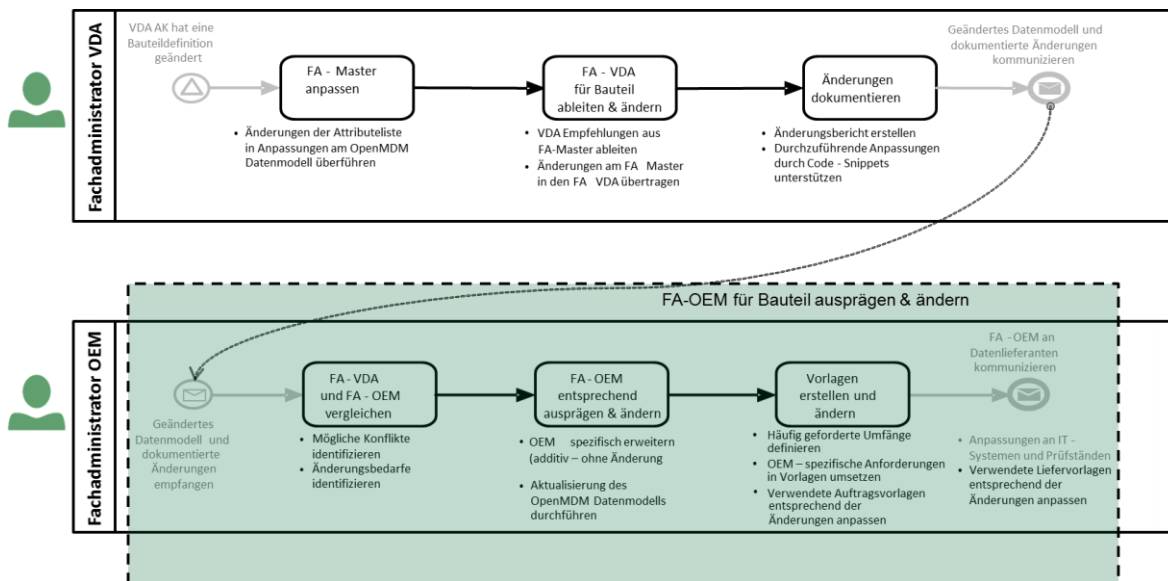 Fachadministrator VDA
VDA AK hat eine
Bauteildefinition
geändert
FA - Master
anpassen
• Änderungen der Attributeliste
in Anpassungen am OpenMDM
Datenmodell überführen
FA - VDA
für Bauteil
ableiten & ändern
• VDA Empfehlungen aus
FA-Master ableiten
• Änderungen am FA Master
in den FA VDA übertragen
Änderungen
dokumentieren
• Änderungsbericht erstellen
• Durchzuführende Anpassungen
durch Code - Snippets
unterstützen
Geändertes Datenmodell und
dokumentierte Änderungen
kommunizieren
FA-OEM für Bauteil ausprägen & ändern
Fachadministrator OEM
Geändertes
Datenmodell und
dokumentierte
Änderungen
empfangen
FA - VDA
und FA - OEM
vergleichen
• Mögliche Konflikte
identifizieren
• Änderungsbedarfe
identifizieren
FA - OEM
entsprechend
ausprägen & ändern
• OEM spezifisch erweitern
(additiv – ohne Änderung
• Aktualisierung des
OpenMDM Datenmodells
durchführen
Vorlagen
erstellen und
ändern
• Häufig geforderte Umfänge
definieren
• OEM – spezifische Anforderungen
in Vorlagen umsetzen
• Verwendete Auftragsvorlagen
entsprechend der
Änderungen anpassen
FA - OEM an
Datenlieferanten
kommunizieren
• Anpassungen an IT -
Systemen und Prüfständen
• Verwendete Liefervorlagen
entsprechend der
Änderungen anpassen